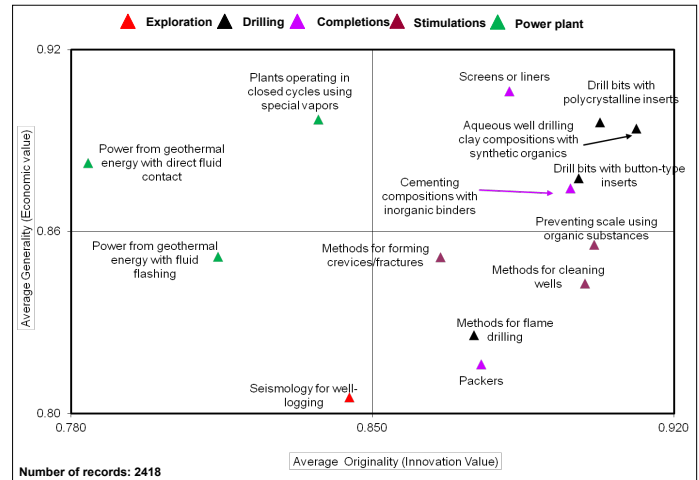 Exploration Drilling Completions Stimulations Power plant
0.92
Average Generality (Economic value)
0.86
0.80
Plants operating in
closed cycles using
special vapors
Screens or liners
Drill bits with
polycrystalline inserts
Aqueous well drilling
clay compositions with
synthetic organics
Power from geothermal
energy with direct fluid
contact
Drill bits with button-type
inserts
Cementing
compositions with
inorganic binders
Preventing scale using
organic substances
Power from geothermal
energy with fluid
flashing
Methods for forming
crevices/fractures
Methods for cleaning
wells
Methods for flame
drilling
Packers
Seismology for well-
logging
0.780
0.850
0.920
Average Originality (Innovation Value)
Number of records: 2418